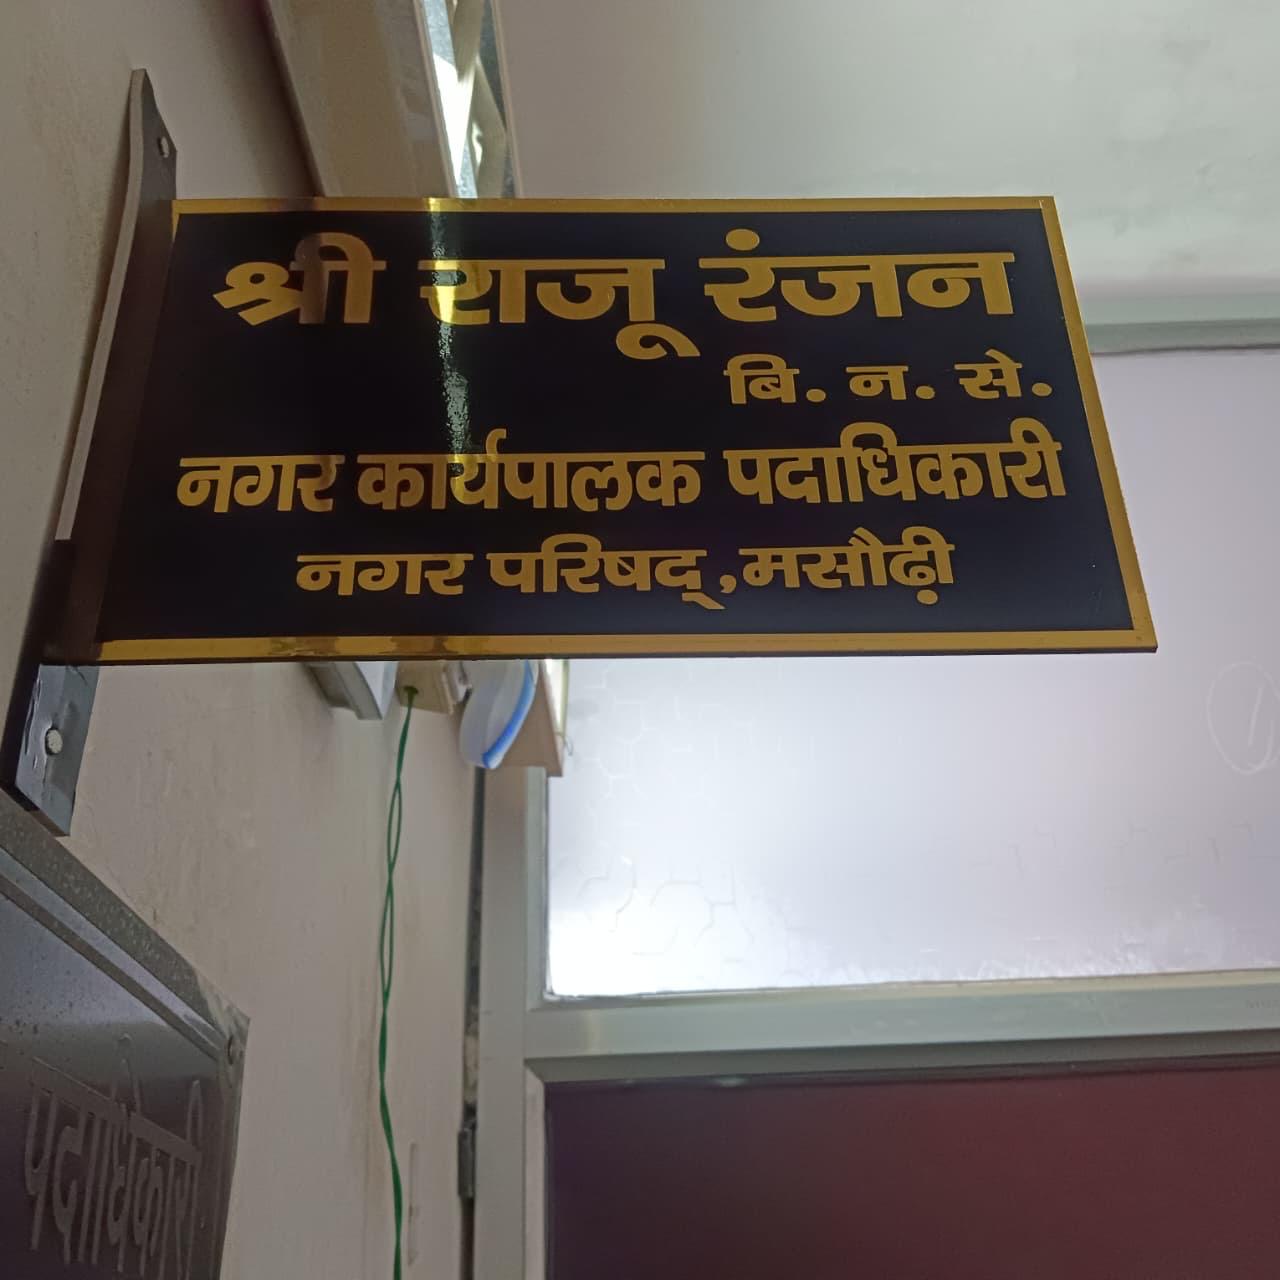 श्री राजू रंजन
बि. न. से.
नगर कार्यपालक पदाधिकारी
नगर परिषद्,मसौढ़ी
पदाधिकारी